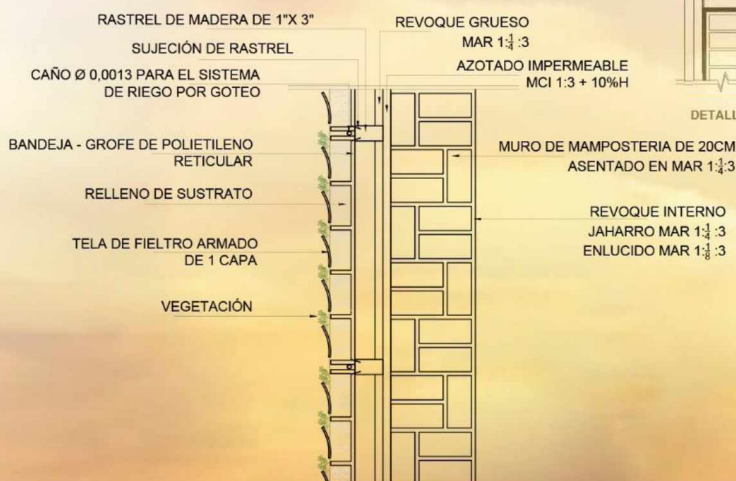 RASTREL DE MADERA DE 1"X 3"
SUJECIÓN DE RASTREL
CAÑO Ø 0,0013 PARA EL SISTEMA
DE RIEGO POR GOTEO
BANDEJA - GROFE DE POLIETILENO
RETICULAR
RELLENO DE SUSTRATO
TELA DE FIELTRO ARMADO
DE 1 CAPA
VEGETACIÓN
REVOQUE GRUESO
MAR 1:1/4 :3
AZOTADO IMPERMEABLE
MCI 1:3 + 10%H
DETALL
MURO DE MAMPOSTERIA DE 20CM
ASENTADO EN MAR 1:1/4:3
REVOQUE INTERNO
JAHARRO MAR 1:1/4 :3
ENLUCIDO MAR 1:1/8 :3